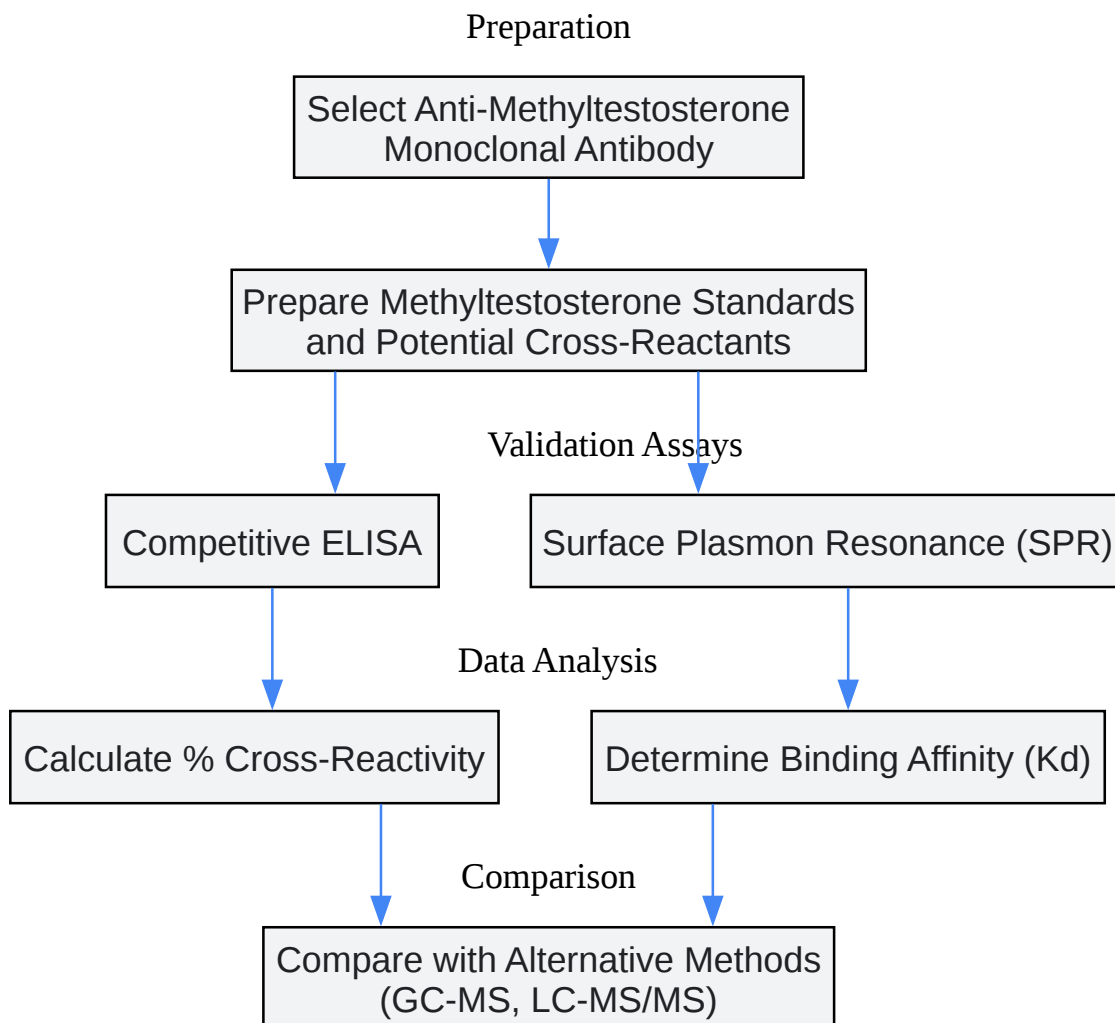 Preparation
Select Anti-Methyltestosterone
Monoclonal Antibody
Prepare Methyltestosterone Standards
and Potential Cross-Reactants
Validation Assays
Competitive ELISA
Surface Plasmon Resonance (SPR)
Data Analysis
Calculate % Cross-Reactivity
Determine Binding Affinity (Kd)
Comparison
Compare with Alternative Methods
(GC-MS, LC-MS/MS)